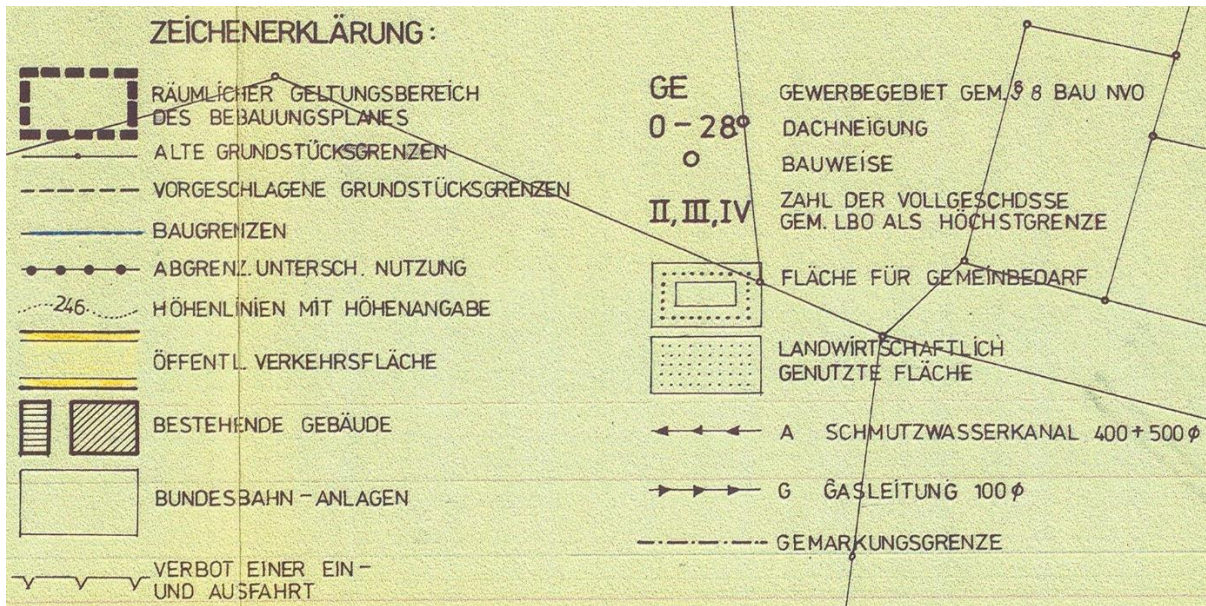 ZEICHENERKLÄRUNG:
RÄUMLICHER GELTUNGSBEREICH
DES BEBAUUNGSPLANES
ALTE GRUNDSTÜCKSGRENZEN
VORGESCHLAGENE GRUNDSTÜCKSGRENZEN
BAUGRENZEN
ABGRENZ. UNTERSCH. NUTZUNG
246 HÖHENLINIEN MIT HÖHENANGABE
ÖFFENTL. VERKEHRSFLÄCHE
BESTEHENDE GEBÄUDE
BUNDESBAHN-ANLAGEN
VERBOT EINER EIN-
UND AUSFAHRT
GE GEWERBEGEBIET GEM. § 8 BAU NVO
0-28° DACHNEIGUNG
o BAUWEISE
II, III, IV ZAHL DER VOLLGESCHOSSE
GEM. LBO ALS HÖCHSTGRENZE
FLÄCHE FÜR GEMEINBEDARF
LANDWIRTSCHAFTLICH
GENUTZTE FLÄCHE
A SCHMUTZWASSERKANAL 400+500 ϕ
G GASLEITUNG 100 ϕ
GEMARKUNGSGRENZE